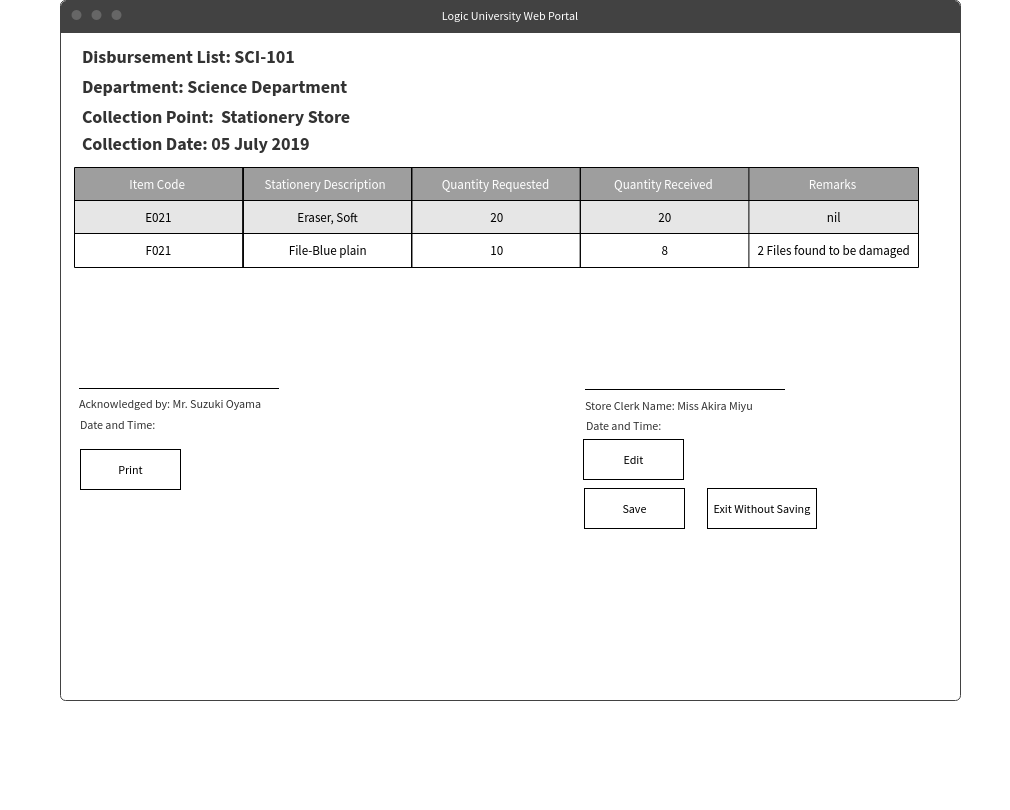 Logic University Web Portal
Disbursement List: SCI-101
Department: Science Department
Collection Point:  Stationery Store
Collection Date: 05 July 2019
Item Code Stationery Description Quantity Requested Quantity Received Remarks
E021 Eraser, Soft 20 20 nil
F021 File-Blue plain 10 8 2 Files found to be damaged
Acknowledged by: Mr. Suzuki Oyama
Date and Time:
Print
Store Clerk Name: Miss Akira Miyu
Date and Time:
Edit
Save Exit Without Saving